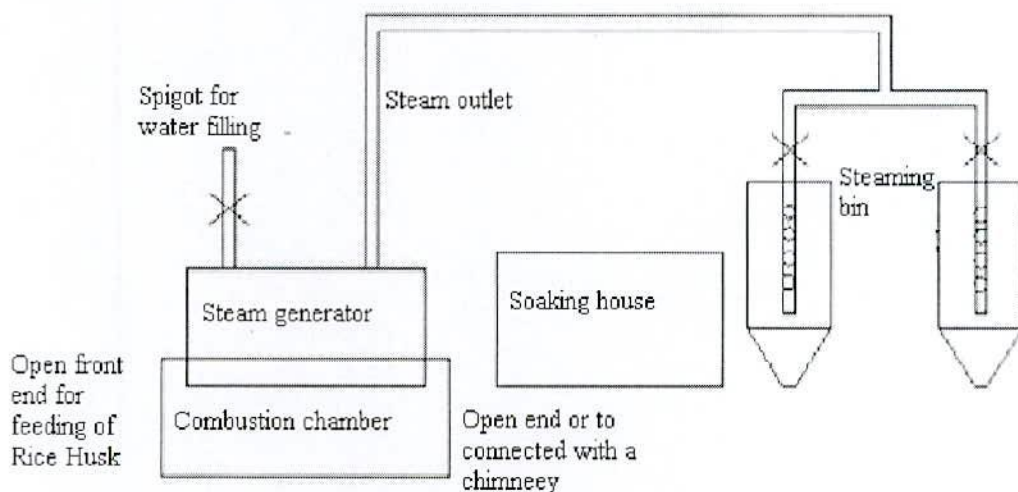 Spigot for
water filling
Steam outlet
Steaming
bin
Steam generator
Soaking house
Open front
end for
feeding of
Rice Husk
Combustion chamber
Open end or to
connected with a
chimneey